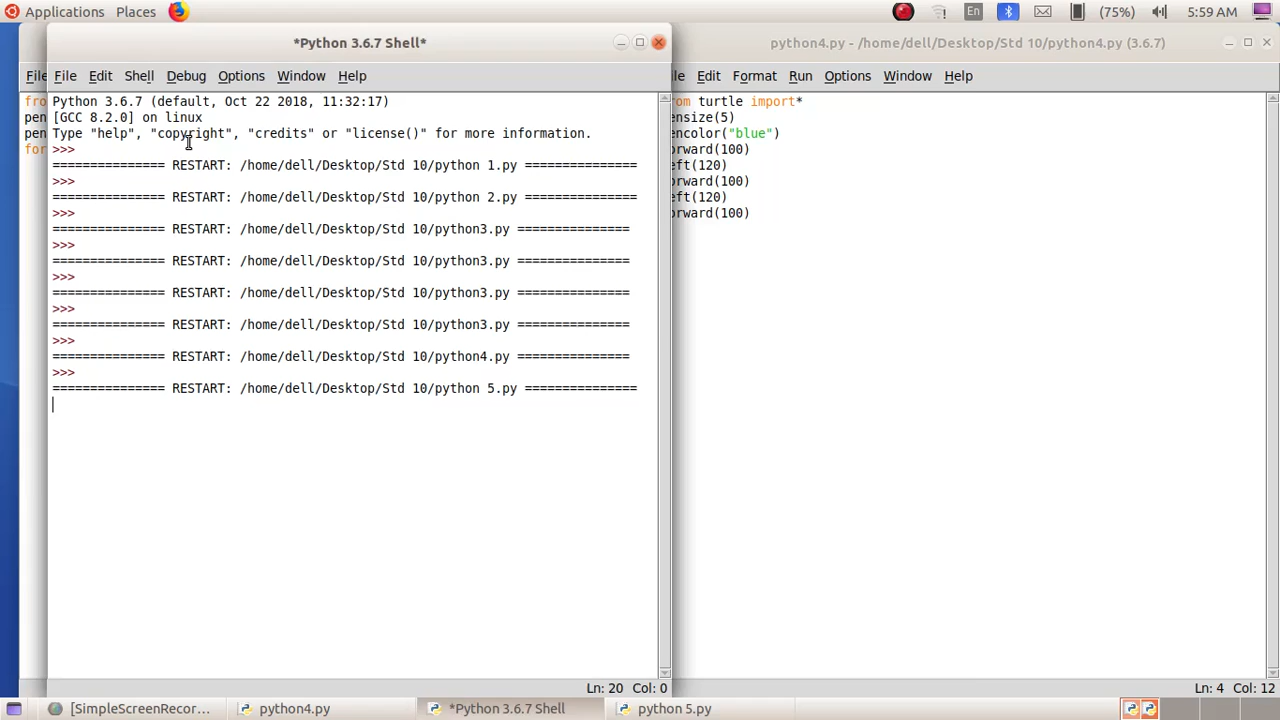 Applications Places En (75%) 5:59 AM
*Python 3.6.7 Shell*
python4.py - /home/dell/Desktop/Std 10/python4.py (3.6.7)
File
File Edit Shell Debug Options Window Help
le Edit Format Run Options Window Help
fro
pen
pen
for
Python 3.6.7 (default, Oct 22 2018, 11:32:17)
[GCC 8.2.0] on linux
Type "help", "copyright", "credits" or "license()" for more information.
>>>
=============== RESTART: /home/dell/Desktop/Std 10/python 1.py ===============
>>>
=============== RESTART: /home/dell/Desktop/Std 10/python 2.py ===============
>>>
=============== RESTART: /home/dell/Desktop/Std 10/python3.py ===============
>>>
=============== RESTART: /home/dell/Desktop/Std 10/python3.py ===============
>>>
=============== RESTART: /home/dell/Desktop/Std 10/python3.py ===============
>>>
=============== RESTART: /home/dell/Desktop/Std 10/python3.py ===============
>>>
=============== RESTART: /home/dell/Desktop/Std 10/python4.py ===============
>>>
=============== RESTART: /home/dell/Desktop/Std 10/python 5.py ===============
om turtle import*
ensize(5)
encolor("blue")
orward(100)
eft(120)
orward(100)
eft(120)
orward(100)
Ln: 20 Col: 0
Ln: 4 Col: 12
[SimpleScreenRecor... python4.py *Python 3.6.7 Shell python 5.py